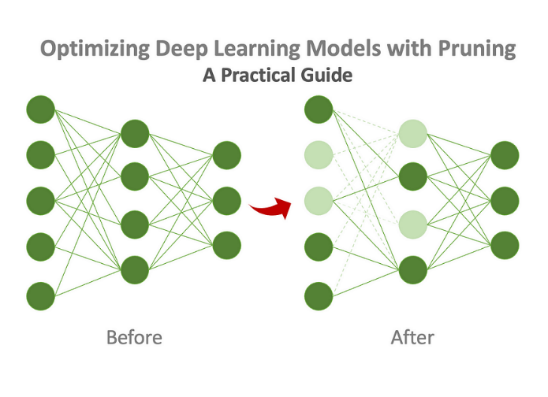 Optimizing Deep Learning Models with Pruning
A Practical Guide
Before
After